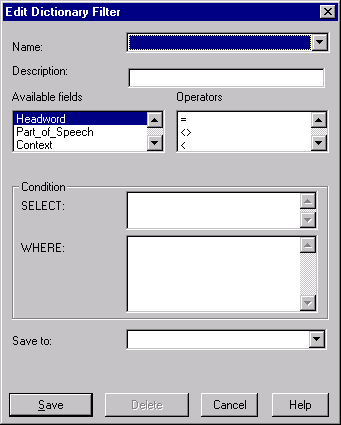 Edit Dictionary Filter
Name:
Description:
Available fields Operators
Headword =
Part_of_Speech <>
Context <
Condition
SELECT:
WHERE:
Save to:
Save Delete Cancel Help